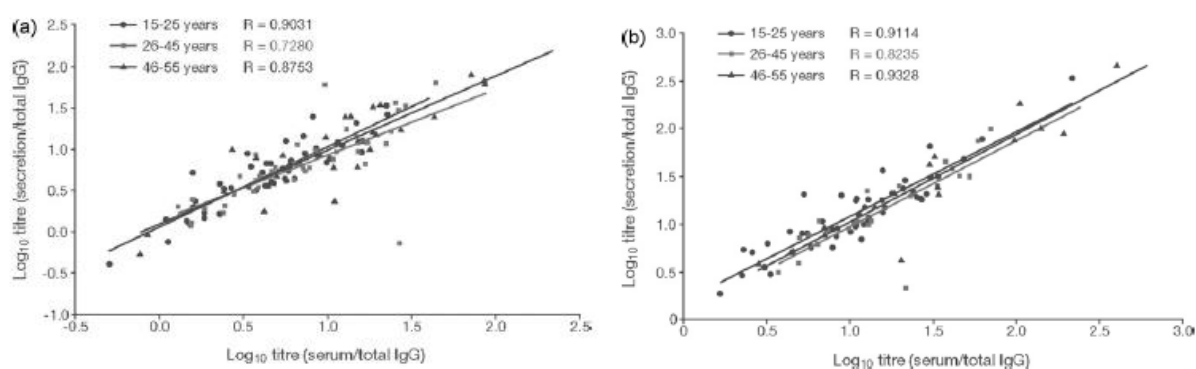 (a)
15-25 years R = 0.9031
26-45 years R = 0.7280
46-55 years R = 0.8753
Log10 titre (secretion/total IgG)
2.5
2.0
1.5
1.0
0.5
0.0
-0.5
-1.0
-0.5 0.0 0.5 1.0 1.5 2.0 2.5
Log10 titre (serum/total IgG)
(b)
15-25 years R = 0.9114
26-45 years R = 0.8235
46-55 years R = 0.9328
Log10 titre (secretion/total IgG)
3.0
2.5
2.0
1.5
1.0
0.5
0
0 0.5 1.0 1.5 2.0 2.5 3.0
Log10 titre (serum/total IgG)